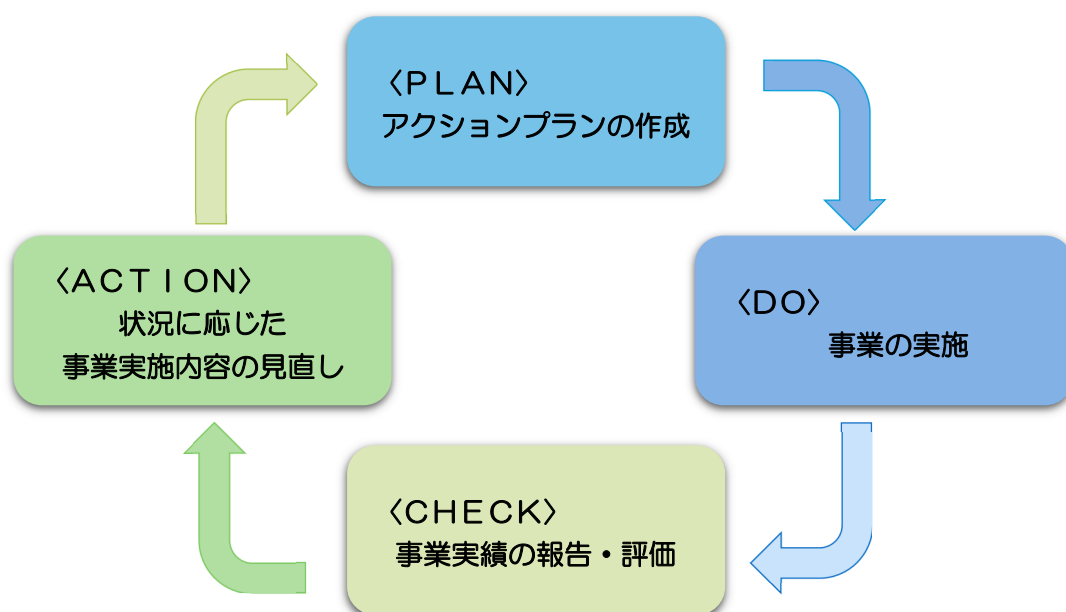 〈ＰＬＡＮ〉
アクションプランの作成
〈ＤＯ〉
事業の実施
〈ＣＨＥＣＫ〉
事業実績の報告・評価
〈ＡＣＴＩＯＮ〉
状況に応じた
事業実施内容の見直し